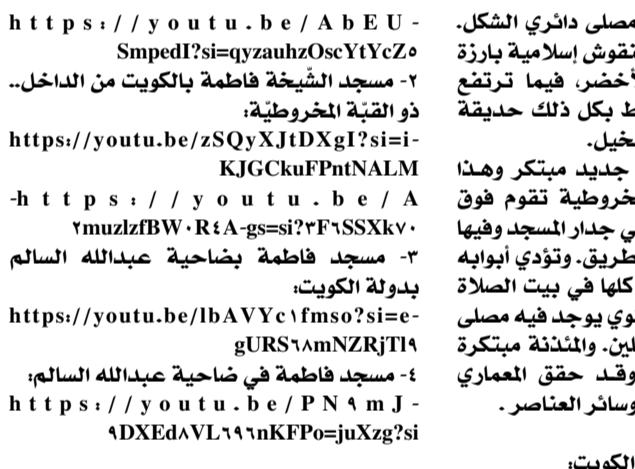 مصلى دائري الشكل.
نقوش إسلامية بارزة
أخضر، فيما ترتفع
ط بكل ذلك حديقة
خيل.
جديد مبتكر وهذا
خروطية تقوم فوق
ي جدار المسجد وفيها
طريق. وتؤدي أبوابه
كلها في بيت الصلاة
وي يوجد فيه مصلى
لين. والمئذنة مبتكرة
وقد حقق المعماري
وسائر العناصر .
الكويت:
https://youtu.be/AbEU-
SmpedI?si=qyzauhzOscYtYcZ٥
٢- مسجد الشّيخة فاطمة بالكويت من الداخل..
ذو القبّة المخروطيّة:
https://youtu.be/zSQyXJtDXgI?si=i-
KJGCkuFPntNALM
-https://youtu.be/A
٢muzlzfBW٠R٤A-gs=si?٣F٦SSXk٧٠
٣- مسجد فاطمة بضاحية عبدالله السالم
بدولة الكويت:
https://youtu.be/lbAVYc١fmso?si=e-
gURS٦٨mNZRjTl٩
٤- مسجد فاطمة في ضاحية عبدالله السالم:
https://youtu.be/PN٩mJ-
٩DXEd٨VL٦٩٦nKFPo=juXzg?si